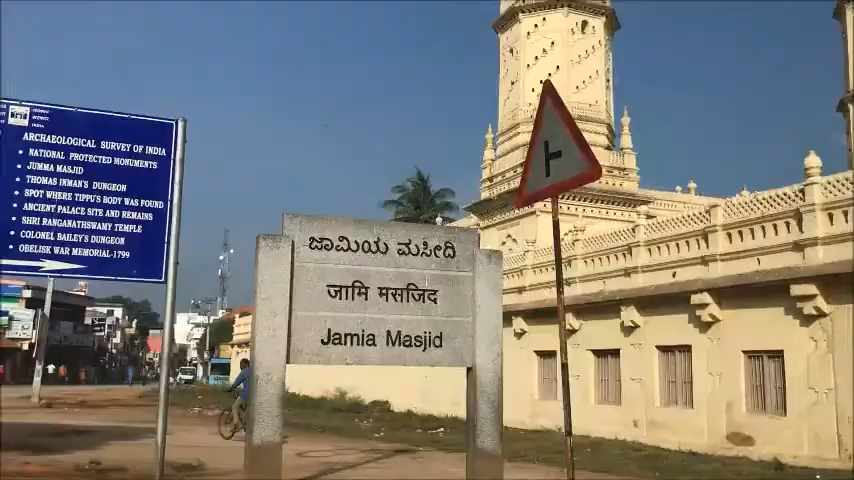 ARCHAEOLOGICAL SURVEY OF INDIA
• NATIONAL PROTECTED MONUMENTS
• JUMMA MASJID
• THOMAS INMAN'S DUNGEON
• SPOT WHERE TIPPU'S BODY WAS FOUND
• ANCIENT PALACE SITE AND REMAINS
• SHRI RANGANATHSWAMY TEMPLE
• COLONEL BAILEY'S DUNGEON
• OBELISK WAR MEMORIAL-1799
ಜಾಮಿಯ ಮಸೀದಿ
जामि मसजिद
Jamia Masjid